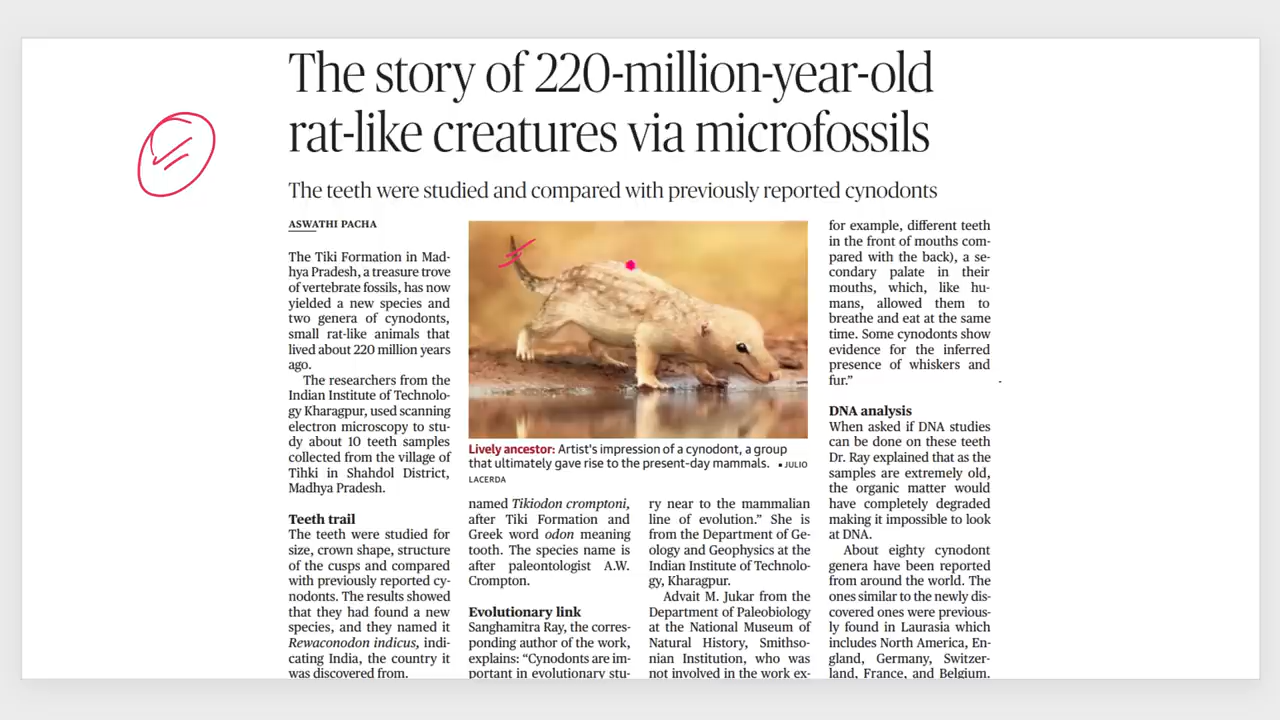 The story of 220-million-year-old
rat-like creatures via microfossils
The teeth were studied and compared with previously reported cynodonts
ASWATHI PACHA
The Tiki Formation in Mad-
hya Pradesh, a treasure trove
of vertebrate fossils, has now
yielded a new species and
two genera of cynodonts,
small rat-like animals that
lived about 220 million years
ago.
The researchers from the
Indian Institute of Technolo-
gy Kharagpur, used scanning
electron microscopy to stu-
dy about 10 teeth samples
collected from the village of
Tihki in Shahdol District,
Madhya Pradesh.
Teeth trail
The teeth were studied for
size, crown shape, structure
of the cusps and compared
with previously reported cy-
nodonts. The results showed
that they had found a new
species, and they named it
Rewaconodon indicus, indi-
cating India, the country it
was discovered from.
Lively ancestor: Artist's impression of a cynodont, a group
that ultimately gave rise to the present-day mammals. ▪ JULIO
LACERDA
named Tikiodon cromptoni,
after Tiki Formation and
Greek word odon meaning
tooth. The species name is
after paleontologist A.W.
Crompton.
Evolutionary link
Sanghamitra Ray, the corres-
ponding author of the work,
explains: “Cynodonts are im-
portant in evolutionary stu-
ry near to the mammalian
line of evolution.” She is
from the Department of Ge-
ology and Geophysics at the
Indian Institute of Technolo-
gy, Kharagpur.
Advait M. Jukar from the
Department of Paleobiology
at the National Museum of
Natural History, Smithso-
nian Institution, who was
not involved in the work ex-
for example, different teeth
in the front of mouths com-
pared with the back), a se-
condary palate in their
mouths, which, like hu-
mans, allowed them to
breathe and eat at the same
time. Some cynodonts show
evidence for the inferred
presence of whiskers and
fur.”
DNA analysis
When asked if DNA studies
can be done on these teeth
Dr. Ray explained that as the
samples are extremely old,
the organic matter would
have completely degraded
making it impossible to look
at DNA.
About eighty cynodont
genera have been reported
from around the world. The
ones similar to the newly dis-
covered ones were previous-
ly found in Laurasia which
includes North America, En-
gland, Germany, Switzer-
land, France, and Belgium.